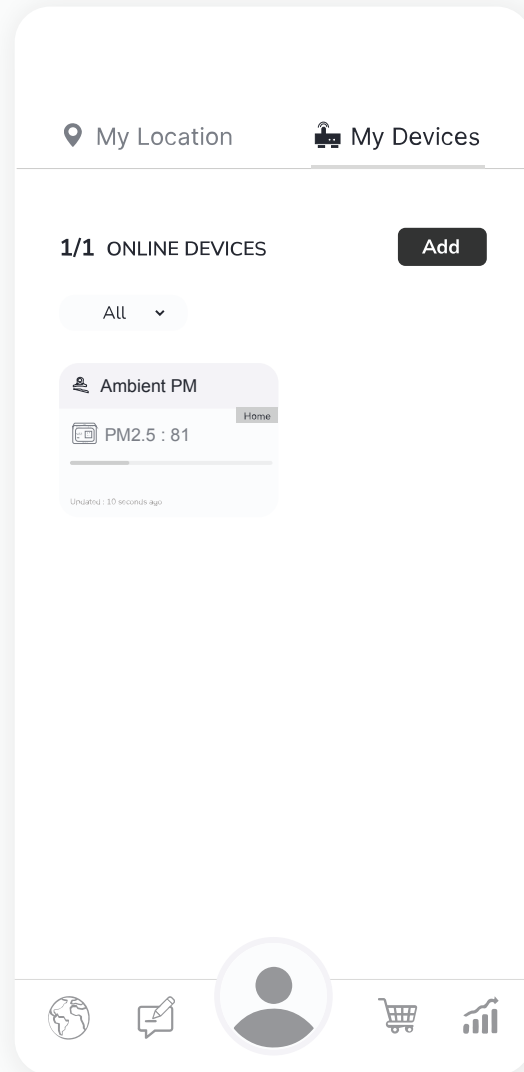 My Location
My Devices
1/1 ONLINE DEVICES
Add
All
Ambient PM
Home
PM2.5 : 81
Updated : 10 seconds ago